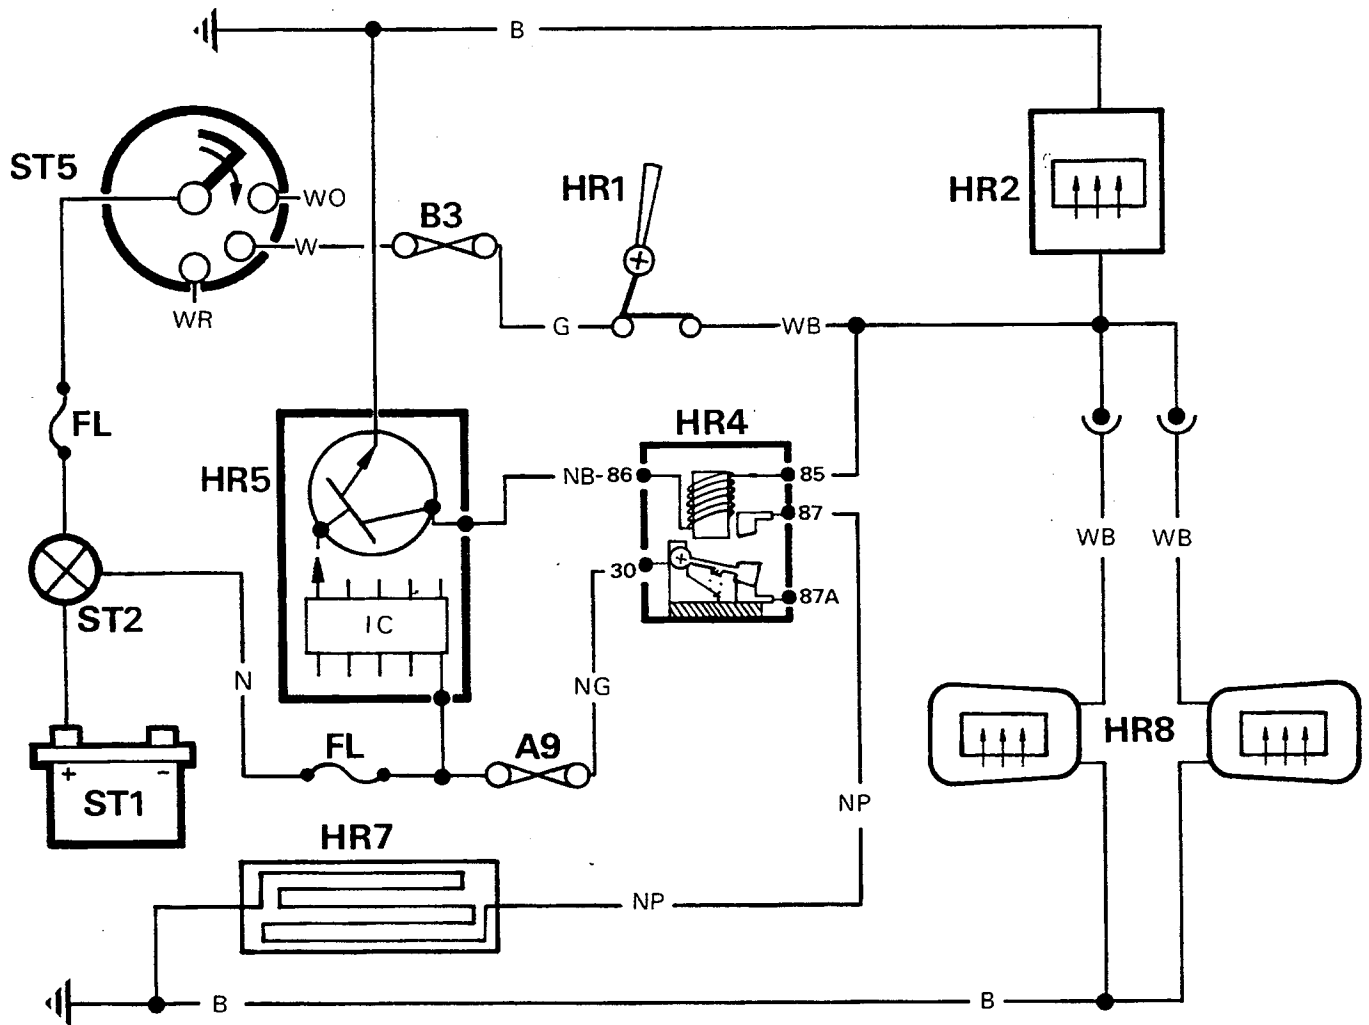 B
ST5
WO
B3
HR1
HR2
W
WR
G
WB
FL
HR4
HR5
NB-86
85
87
30
87A
WB
WB
ST2
IC
N
NG
HR8
FL
A9
+
-
ST1
NP
HR7
NP
B
B